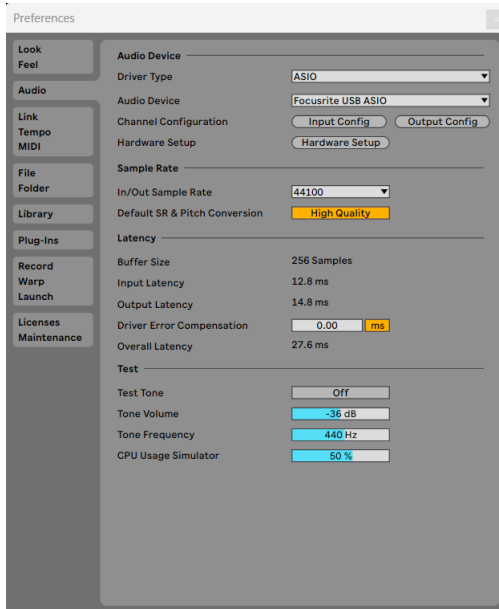 Preferences
Look
Feel
Audio
Link
Tempo
MIDI
File
Folder
Library
Plug-Ins
Record
Warp
Launch
Licenses
Maintenance
Audio Device
Driver Type ASIO
Audio Device Focusrite USB ASIO
Channel Configuration Input Config Output Config
Hardware Setup Hardware Setup
Sample Rate
In/Out Sample Rate 44100
Default SR & Pitch Conversion High Quality
Latency
Buffer Size 256 Samples
Input Latency 12.8 ms
Output Latency 14.8 ms
Driver Error Compensation 0.00 ms
Overall Latency 27.6 ms
Test
Test Tone Off
Tone Volume -36 dB
Tone Frequency 440 Hz
CPU Usage Simulator 50 %